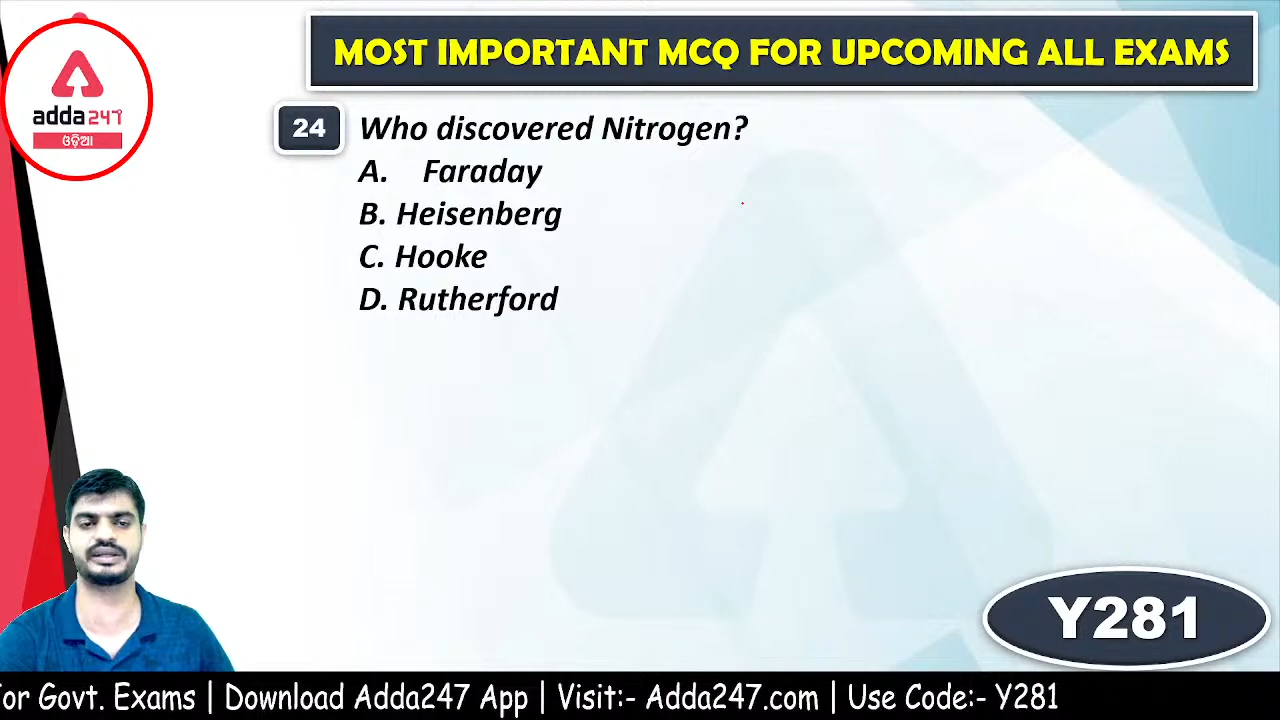 MOST IMPORTANT MCQ FOR UPCOMING ALL EXAMS
adda247
ଓଡ଼ିଆ
24 Who discovered Nitrogen?
A. Faraday
B. Heisenberg
C. Hooke
D. Rutherford
Y281
For Govt. Exams | Download Adda247 App | Visit:- Adda247.com | Use Code:- Y281